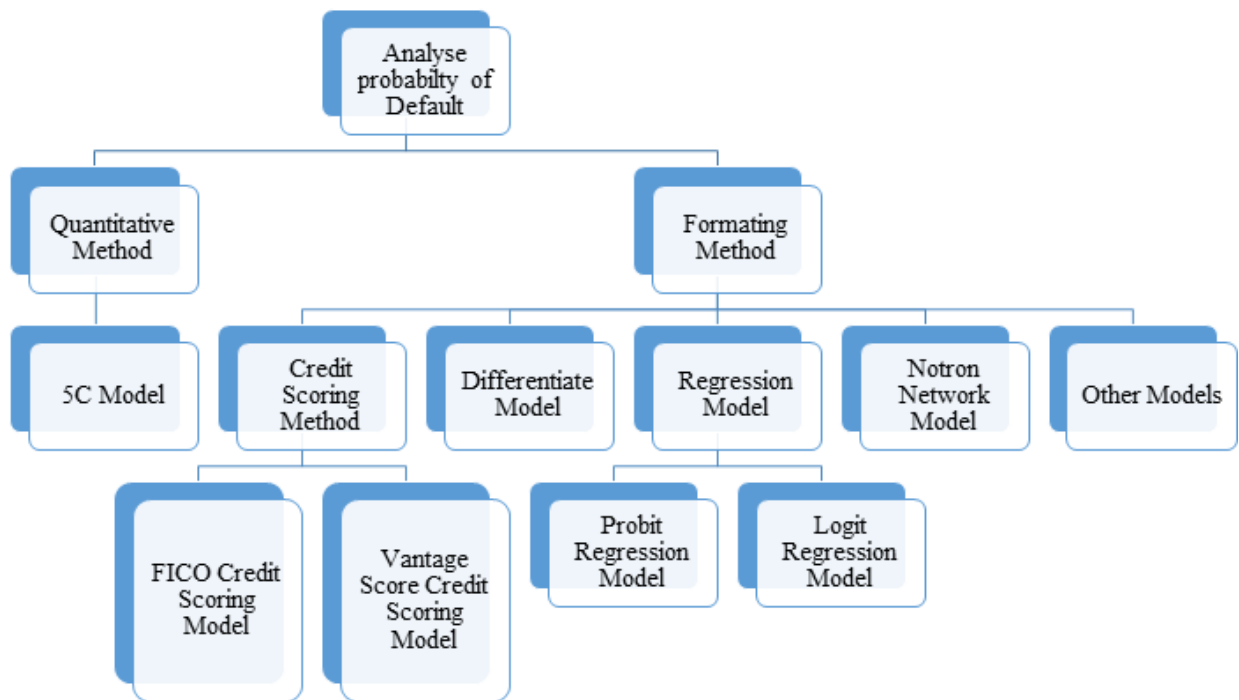 Analyse
probabilty of
Default
Quantitative
Method
Formating
Method
5C Model
Credit
Scoring
Method
Differentiate
Model
Regression
Model
Notron
Network
Model
Other Models
FICO Credit
Scoring
Model
Vantage
Score Credit
Scoring
Model
Probit
Regression
Model
Logit
Regression
Model